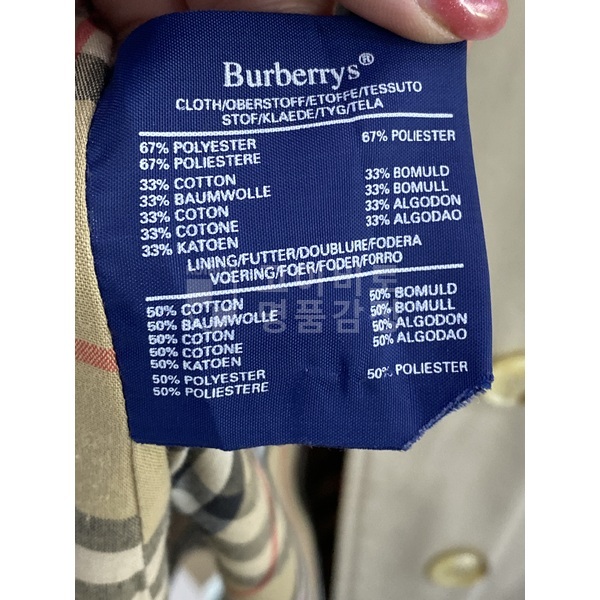 Burberrys®
CLOTH/OBERSTOFF/ETOFFE/TESSUTO
STOF/KLAEDE/TYG/TELA
67% POLYESTER 67% POLIESTER
67% POLIESTERE
33% COTTON 33% BOMULD
33% BAUMWOLLE 33% BOMULL
33% COTON 33% ALGODON
33% COTONE 33% ALGODAO
33% KATOEN
LINING/FUTTER/DOUBLURE/FODERA
VOERING/FOER/FODER/FORRO
50% COTTON 50% BOMULD
50% BAUMWOLLE 50% BOMULL
50% COTON 50% ALGODON
50% COTONE 50% ALGODAO
50% KATOEN
50% POLYESTER 50% POLIESTER
50% POLIESTERE
명품감